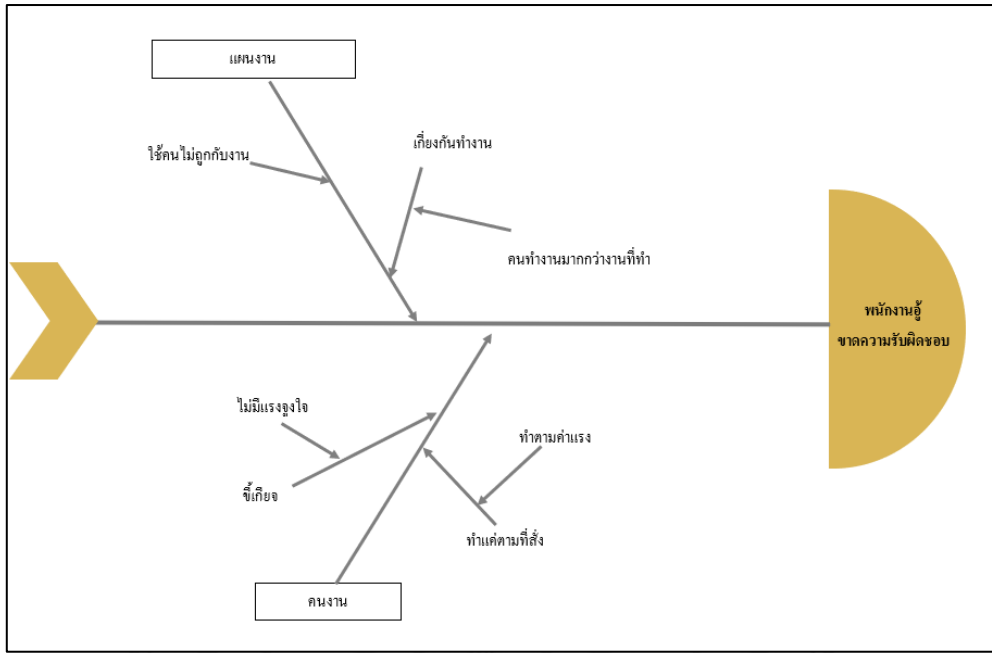 แผนงาน
เกี่ยงกันทำงาน
ใช้คนไม่ถูกกับงาน
คนทำงานมากกว่างานที่ทำ
พนักงานอู้
ขาดความรับผิดชอบ
ไม่มีแรงจูงใจ
ทำตามค่าแรง
ขี้เกียจ
ทำแค่ตามที่สั่ง
คนงาน